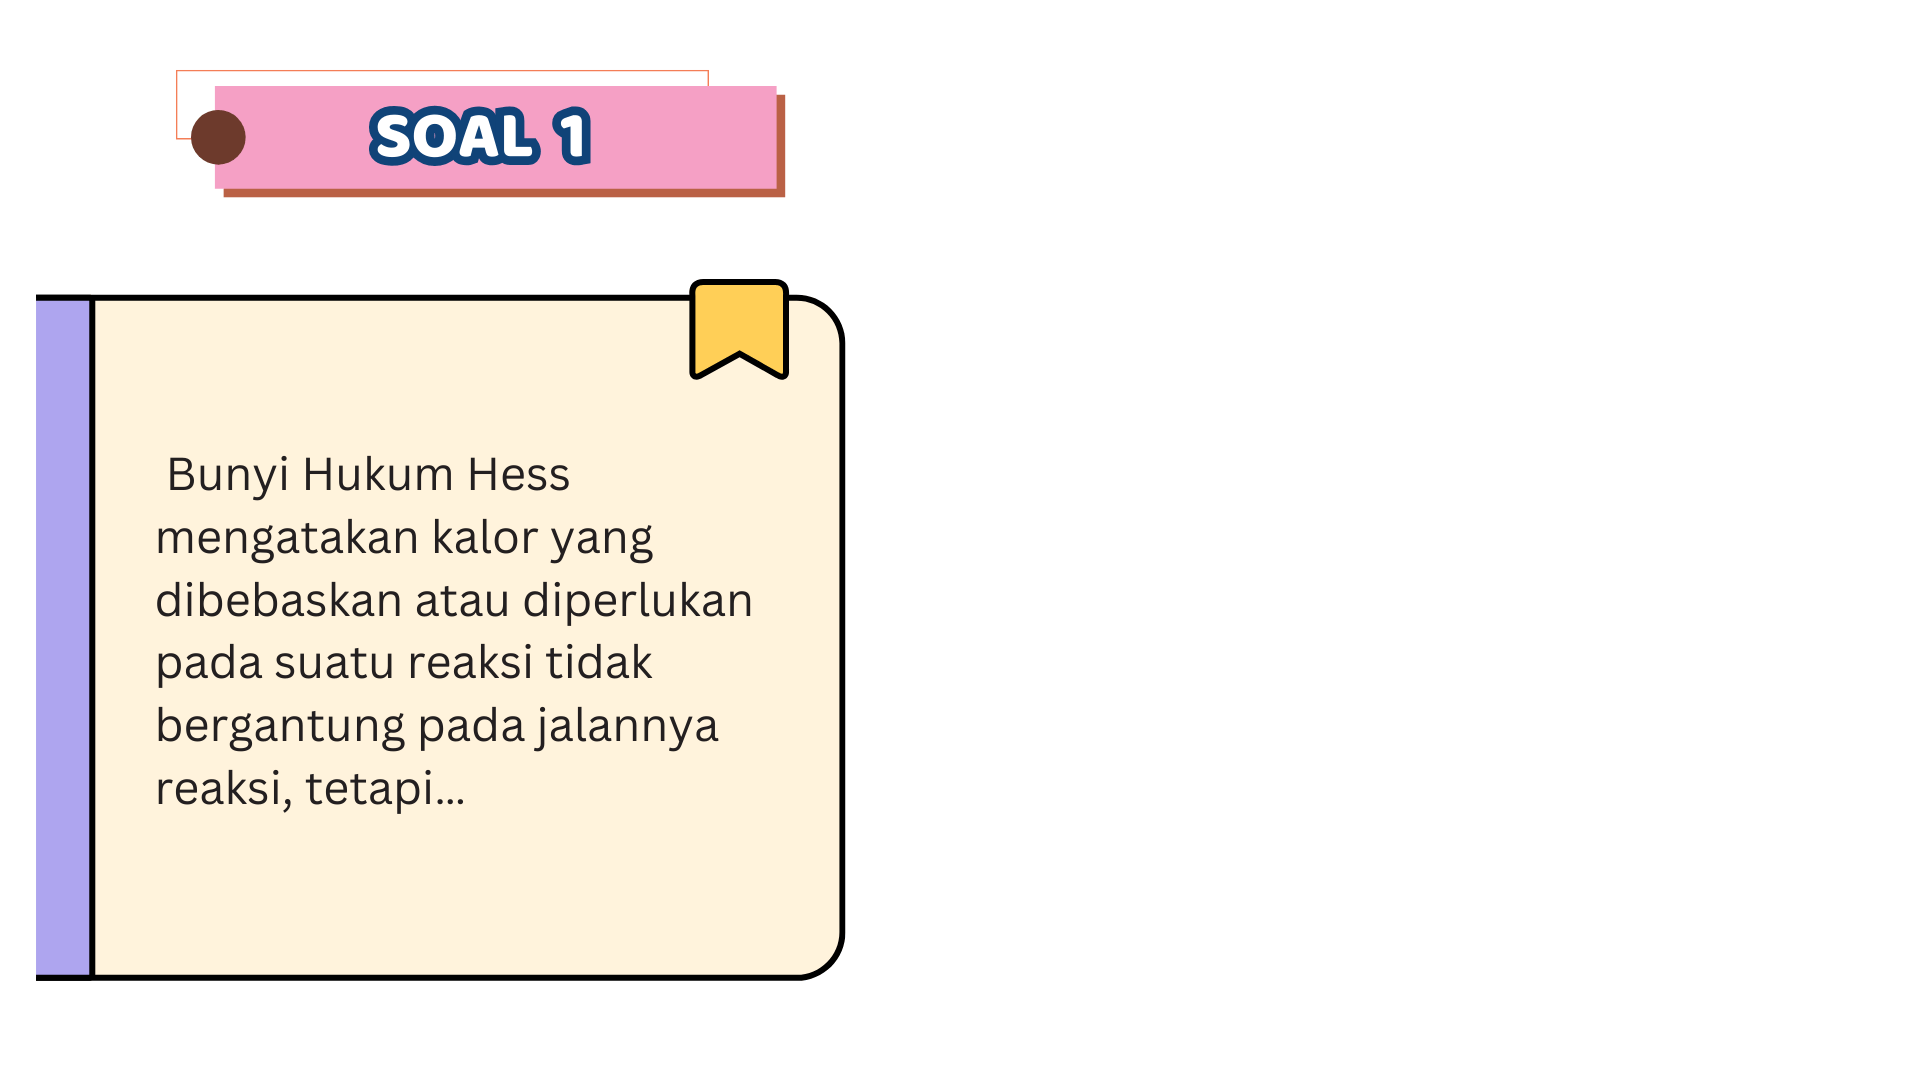 SOAL 1
Bunyi Hukum Hess
mengatakan kalor yang
dibebaskan atau diperlukan
pada suatu reaksi tidak
bergantung pada jalannya
reaksi, tetapi...